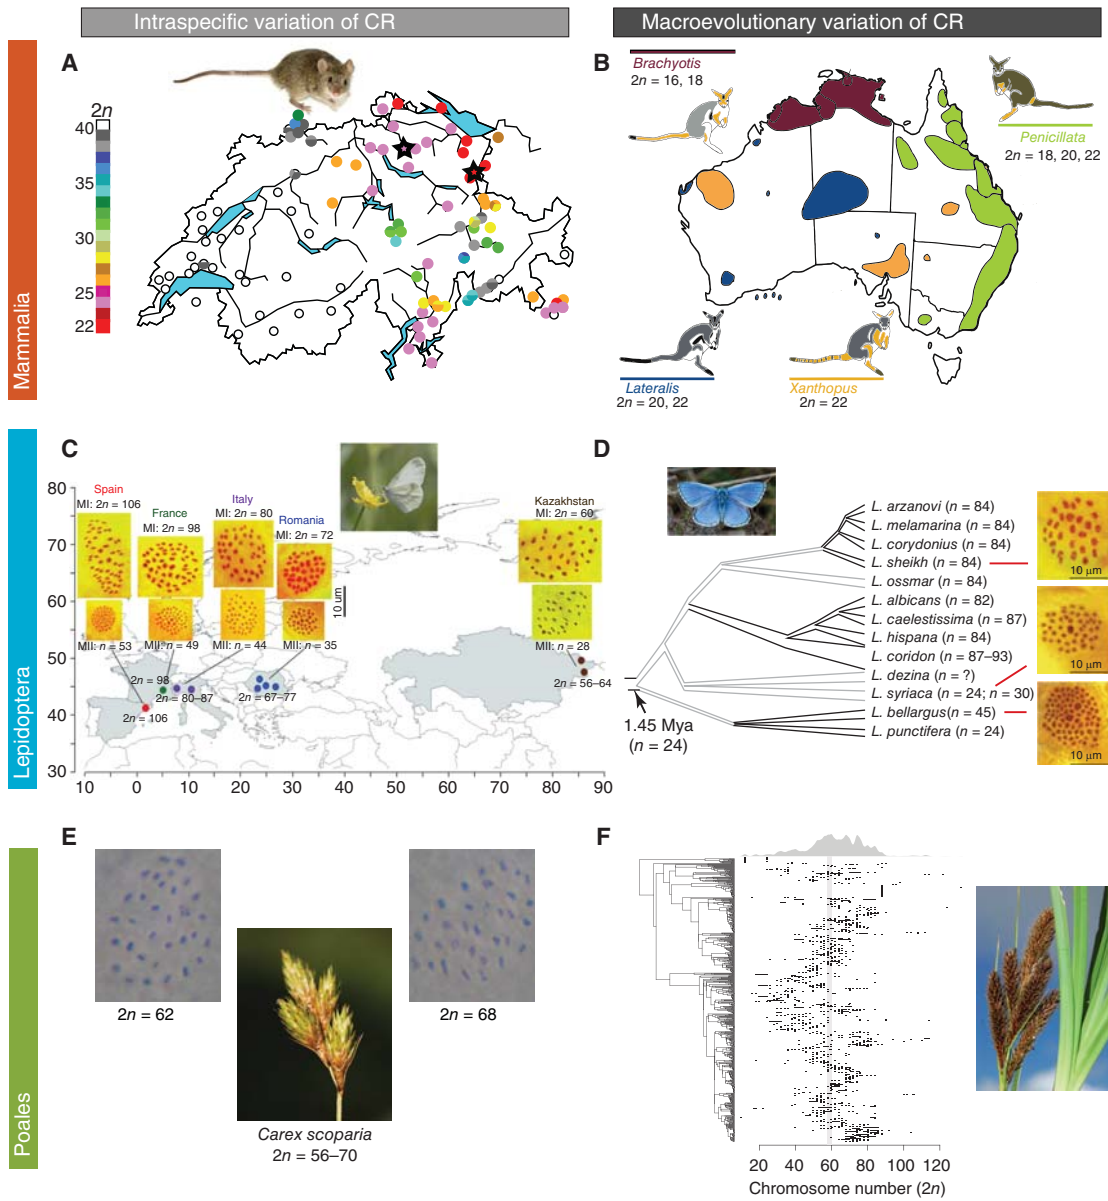 Intraspecific variation of CR
Macroevolutionary variation of CR
Mammalia
A
2n
40
35
30
25
22
B
Brachyotis
2n = 16, 18
Penicillata
2n = 18, 20, 22
Lateralis
2n = 20, 22
Xanthopus
2n = 22
Lepidoptera
C
80
70
60
50
40
30
10
0
10
20
30
40
50
60
70
80
90
Spain
MI: 2n = 106
France
MI: 2n = 98
Italy
MI: 2n = 80
Romania
MI: 2n = 72
Kazakhstan
MI: 2n = 60
10 um
MII: n = 53
MII: n = 49
MII: n = 44
MII: n = 35
MII: n = 28
2n = 98
2n = 80–87
2n = 67–77
2n = 56–64
2n = 106
D
L. arzanovi (n = 84)
L. melamarina (n = 84)
L. corydonius (n = 84)
L. sheikh (n = 84)
L. ossmar (n = 84)
L. albicans (n = 82)
L. caelestissima (n = 87)
L. hispana (n = 84)
L. coridon (n = 87–93)
L. dezina (n = ?)
L. syriaca (n = 24; n = 30)
L. bellargus(n = 45)
L. punctifera (n = 24)
1.45 Mya
(n = 24)
10 µm
10 µm
10 µm
Poales
E
2n = 62
2n = 68
Carex scoparia
2n = 56–70
F
20 40 60 80 100 120
Chromosome number (2n)